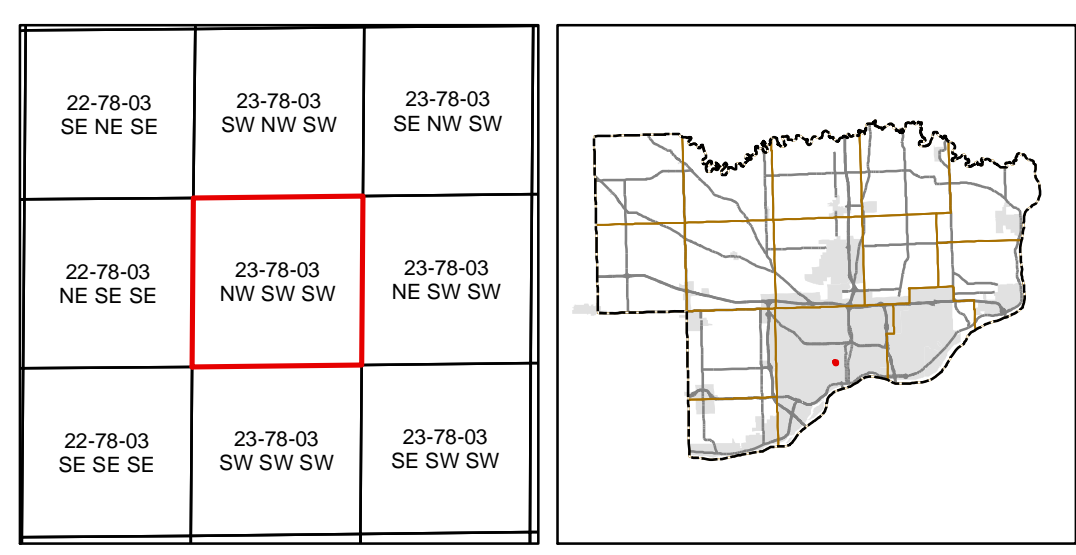 22-78-03
SE NE SE
23-78-03
SW NW SW
23-78-03
SE NW SW
22-78-03
NE SE SE
23-78-03
NW SW SW
23-78-03
NE SW SW
22-78-03
SE SE SE
23-78-03
SW SW SW
23-78-03
SE SW SW